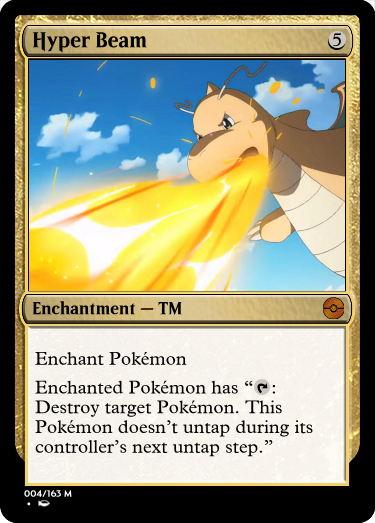 Hyper Beam 5
Enchantment — TM
Enchant Pokémon
Enchanted Pokémon has “T:
Destroy target Pokémon. This
Pokémon doesn’t untap during its
controller’s next untap step.”
004/163 M